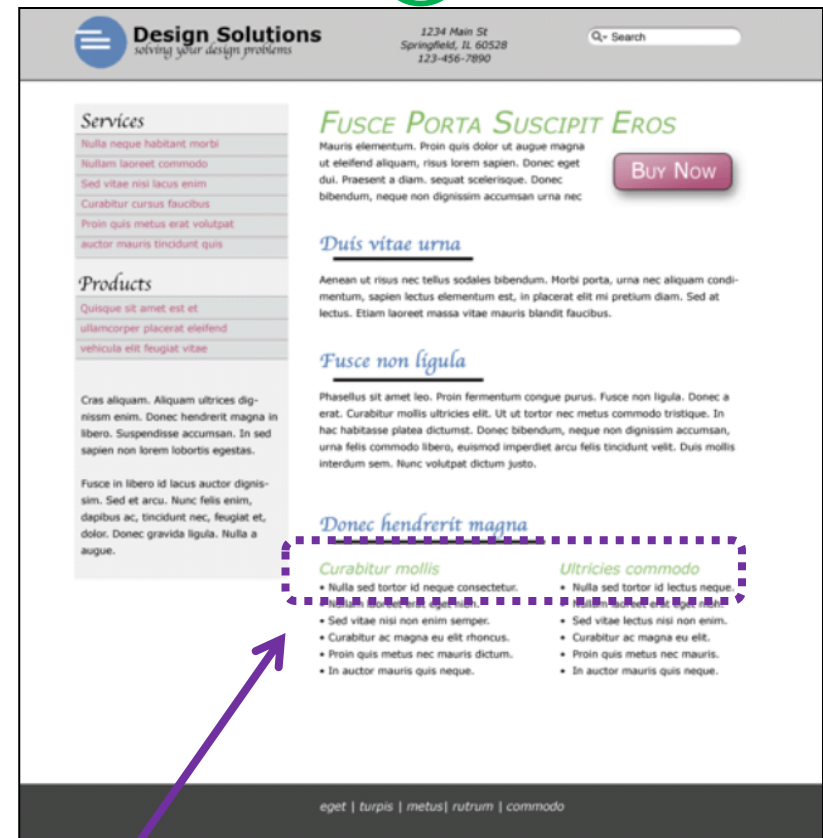 Design Solutions
solving your design problems
1234 Main St
Springfield, IL 60528
123-456-7890
Search
Services
Nulla neque habitant morbi
Nullam laoreet commodo
Sed vitae nisi lacus enim
Curabitur cursus faucibus
Proin quis metus erat volutpat
auctor mauris tincidunt quis
Products
Quisque sit amet est et
ullamcorper placerat eleifend
vehicula elit feugiat vitae
Cras aliquam. Aliquam ultrices dig-
nissm enim. Donec hendrerit magna in
libero. Suspendisse accumsan. In sed
sapien non lorem lobortis egestas.
Fusce in libero id lacus auctor dignis-
sim. Sed et arcu. Nunc felis enim,
dapibus ac, tincidunt nec, feugiat et,
dolor. Donec gravida ligula. Nulla a
augue.
Fusce Porta Suscipit Eros
Mauris elementum. Proin quis dolor ut augue magna
ut eleifend aliquam, risus lorem sapien. Donec eget
dui. Praesent a diam. sequat scelerisque. Donec
bibendum, neque non dignissim accumsan urna nec
Buy Now
Duis vitae urna
Aenean ut risus nec tellus sodales bibendum. Morbi porta, urna nec aliquam condi-
mentum, sapien lectus elementum est, in placerat elit mi pretium diam. Sed at
lectus. Etiam laoreet massa vitae mauris blandit faucibus.
Fusce non ligula
Phasellus sit amet leo. Proin fermentum congue purus. Fusce non ligula. Donec a
erat. Curabitur mollis ultricies elit. Ut ut tortor nec metus commodo tristique. In
hac habitasse platea dictumst. Donec bibendum, neque non dignissim accumsan,
urna felis commodo libero, euismod imperdiet arcu felis tincidunt velit. Duis mollis
interdum sem. Nunc volutpat dictum justo.
Donec hendrerit magna
Curabitur mollis
• Nulla sed tortor id neque consectetur.
• Nullam laoreet erat eget nibh.
• Sed vitae nisi non enim semper.
• Curabitur ac magna eu elit rhoncus.
• Proin quis metus nec mauris dictum.
• In auctor mauris quis neque.
Ultricies commodo
• Nulla sed tortor id lectus neque.
• Nullam laoreet erat eget nibh.
• Sed vitae lectus nisi non enim.
• Curabitur ac magna eu elit.
• Proin quis metus nec mauris.
• In auctor mauris quis neque.
eget | turpis | metus| rutrum | commodo